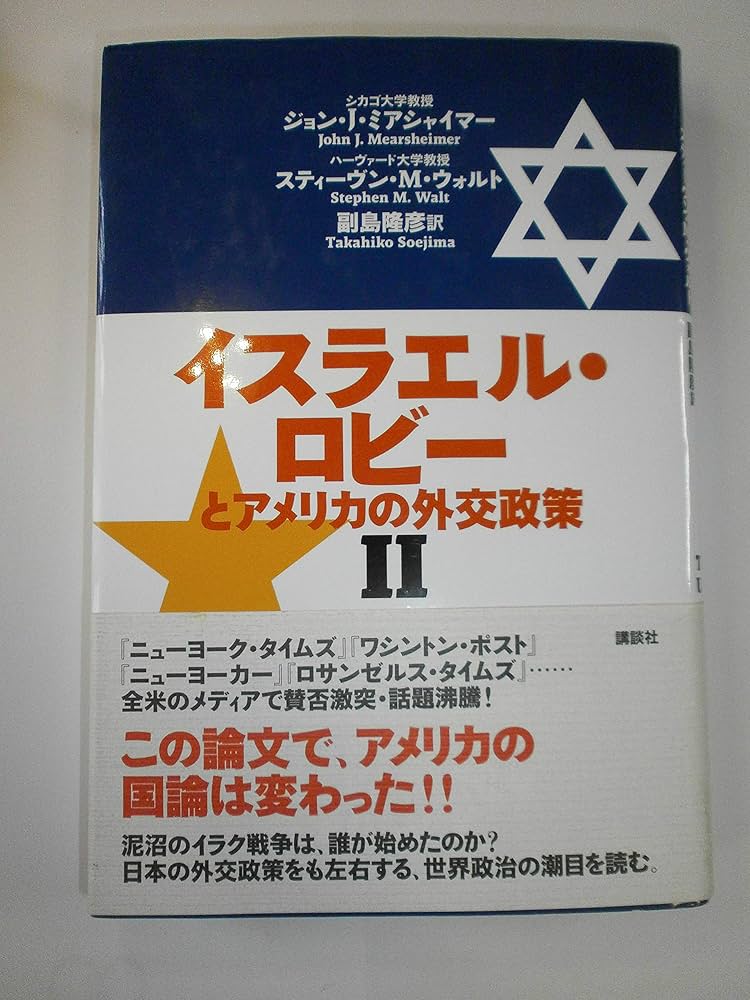 シカゴ大学教授
ジョン・J・ミアシャイマー
John J. Mearsheimer
ハーヴァード大学教授
スティーヴン・M・ウォルト
Stephen M. Walt
副島隆彦訳
Takahiko Soejima
イスラエル・
ロビー
とアメリカの外交政策
II
講談社
『ニューヨーク・タイムズ』『ワシントン・ポスト』
『ニューヨーカー』『ロサンゼルス・タイムズ』……
全米のメディアで賛否激突・話題沸騰！
この論文で、アメリカの
国論は変わった!!
泥沼のイラク戦争は、誰が始めたのか？
日本の外交政策をも左右する、世界政治の潮目を読む。